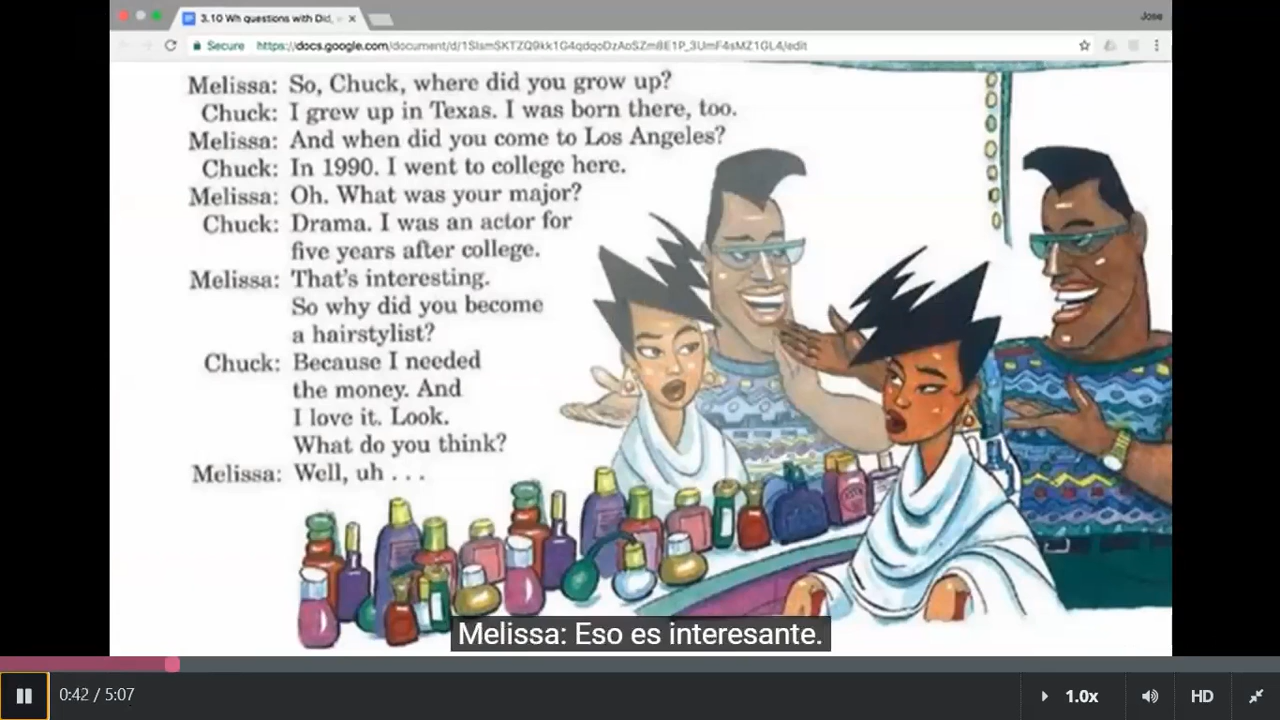 3.10 Wh questions with Did,
Jose
Secure https://docs.google.com/document/d/
/edit
Melissa: So, Chuck, where did you grow up?
Chuck: I grew up in Texas. I was born there, too.
Melissa: And when did you come to Los Angeles?
Chuck: In 1990. I went to college here.
Melissa: Oh. What was your major?
Chuck: Drama. I was an actor for
five years after college.
Melissa: That's interesting.
So why did you become
a hairstylist?
Chuck: Because I needed
the money. And
I love it. Look.
What do you think?
Melissa: Well, uh . . .
Melissa: Eso es interesante.
0:42 / 5:07
1.0x
HD